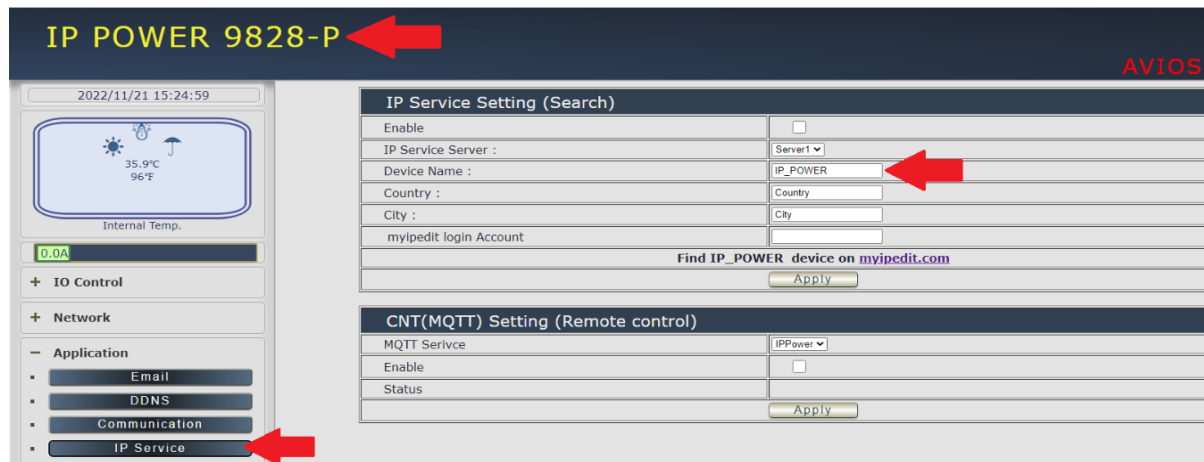 IP POWER 9828-P
AVIOS
2022/11/21 15:24:59
35.9°C
96°F
Internal Temp.
0.0A
+ IO Control
+ Network
− Application
Email
DDNS
Communication
IP Service
IP Service Setting (Search)
Enable
IP Service Server : Server1
Device Name : IP_POWER
Country : Country
City : City
myipedit login Account
Find IP_POWER device on myipedit.com
Apply
CNT(MQTT) Setting (Remote control)
MQTT Serivce IPPower
Enable
Status
Apply